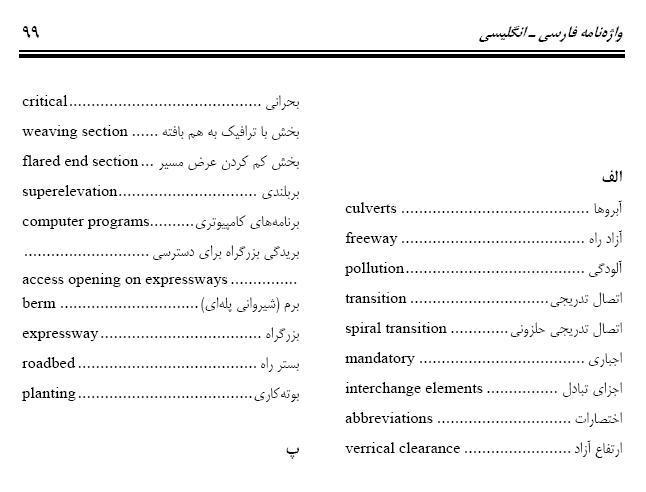 واژه‌نامه فارسی ـ انگلیسی ۹۹
الف
آبروها .......................................... culverts
آزاد راه ......................................... freeway
آلودگی ........................................ pollution
اتصال تدریجی............................... transition
اتصال تدریجی حلزونی ............. spiral transition
اجباری ..................................... mandatory
اجزای تبادل ................ interchange elements
اختصارات .............................. abbreviations
ارتفاع آزاد ........................ verrical clearance
بحرانی ........................................... critical
بخش با ترافیک به هم بافته ...... weaving section
بخش کم کردن عرض مسیر ... flared end section
بربلندی ............................... superelevation
برنامه‌های کامپیوتری.......... computer programs
بریدگی بزرگراه برای دسترسی ............................
access opening on expressways ...............
برم (شیروانی پله‌ای) ............................... berm
بزرگراه .................................... expressway
بستر راه ........................................ roadbed
بوته‌کاری....................................... planting
پ